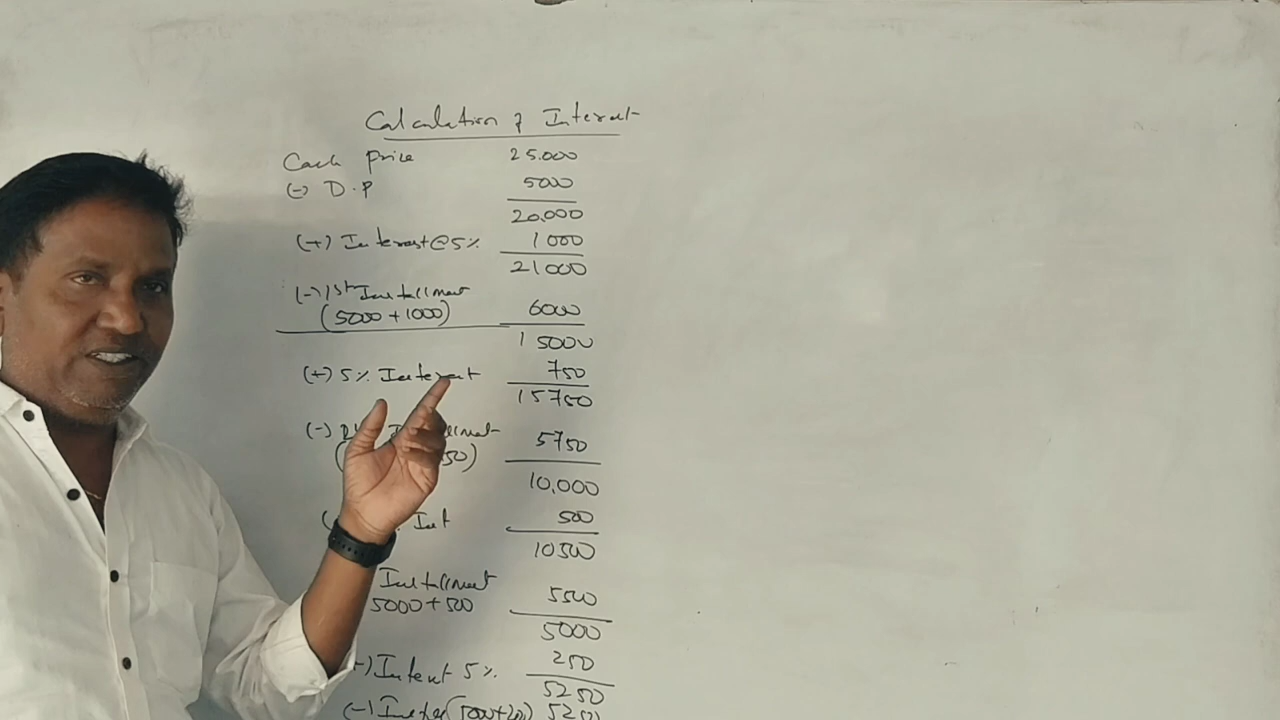 Calculation of Interest
Cash price 25.000
(-) D.P 5000
20,000
(+) Interest@5% 1000
21000
(-) 1st Installment
(5000+1000) 6000
15000
(+) 5% Interest 750
15750
(-)
50) 5750
10,000
Int 500
10500
Installment
5000+500 5500
5000
Interest 5% 250
5250
(-) 5250